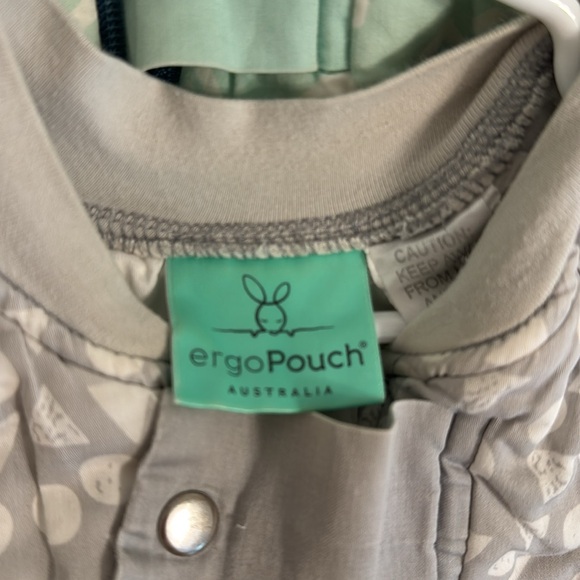 ergoPouch®
AUSTRALIA
CAUTION:
KEEP
FROM